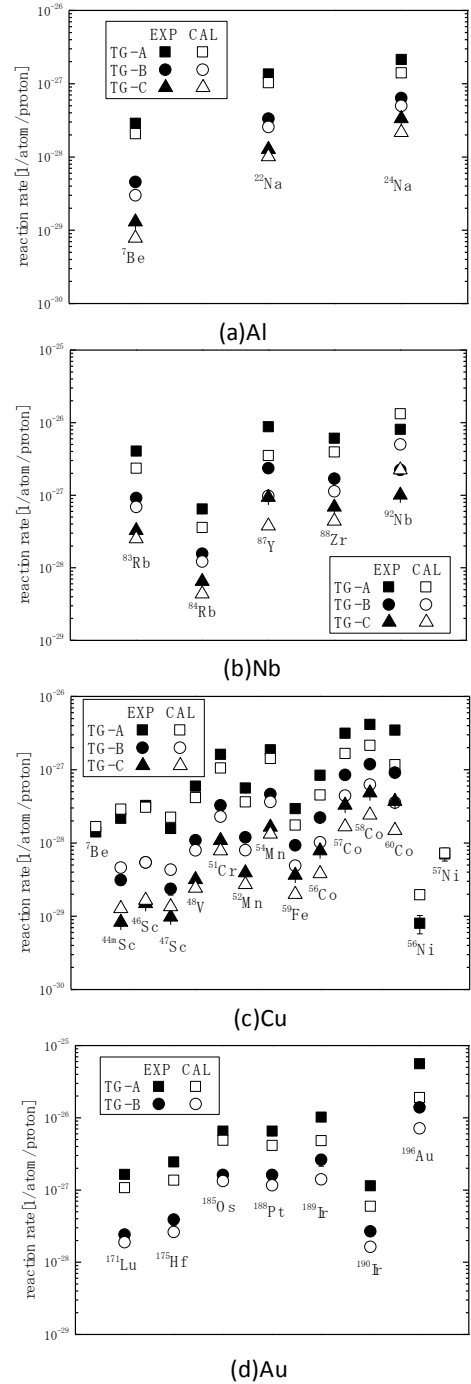 EXP CAL
TG-A
TG-B
TG-C
reaction rate[1/atom/proton]
10⁻²⁶
10⁻²⁷
10⁻²⁸
10⁻²⁹
10⁻³⁰
⁷Be
²²Na
²⁴Na
(a)Al
10⁻²⁵
10⁻²⁶
10⁻²⁷
10⁻²⁸
10⁻²⁹
reaction rate[1/atom/proton]
⁸³Rb
⁸⁴Rb
⁸⁷Y
⁸⁸Zr
⁹²Nb
EXP CAL
TG-A
TG-B
TG-C
(b)Nb
10⁻²⁶
10⁻²⁷
10⁻²⁸
10⁻²⁹
10⁻³⁰
reaction rate[1/atom/proton]
EXP CAL
TG-A
TG-B
TG-C
⁷Be
⁴⁴ᵐSc
⁴⁶Sc
⁴⁷Sc
⁴⁸V
⁵¹Cr
⁵²Mn
⁵⁴Mn
⁵⁹Fe
⁵⁶Co
⁵⁷Co
⁵⁸Co
⁶⁰Co
⁵⁶Ni
⁵⁷Ni
(c)Cu
10⁻²⁵
10⁻²⁶
10⁻²⁷
10⁻²⁸
10⁻²⁹
reaction rate[1/atom/proton]
EXP CAL
TG-A
TG-B
¹⁷¹Lu
¹⁷⁵Hf
¹⁸⁵Os
¹⁸⁸Pt
¹⁸⁹Ir
¹⁹⁰Ir
¹⁹⁶Au
(d)Au